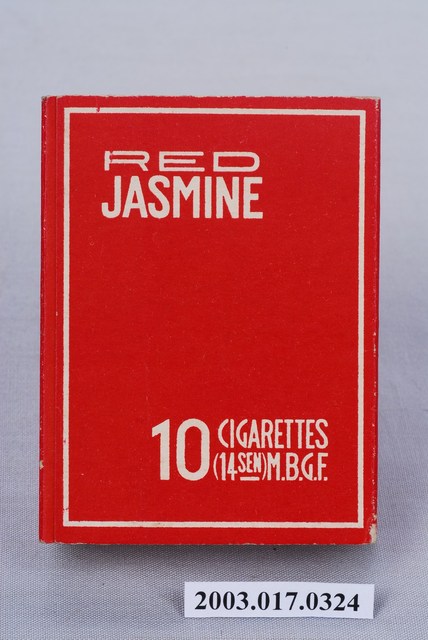 RED
JASMINE
10 CIGARETTES
(14 SEN) M.B.G.F.
2003.017.0324